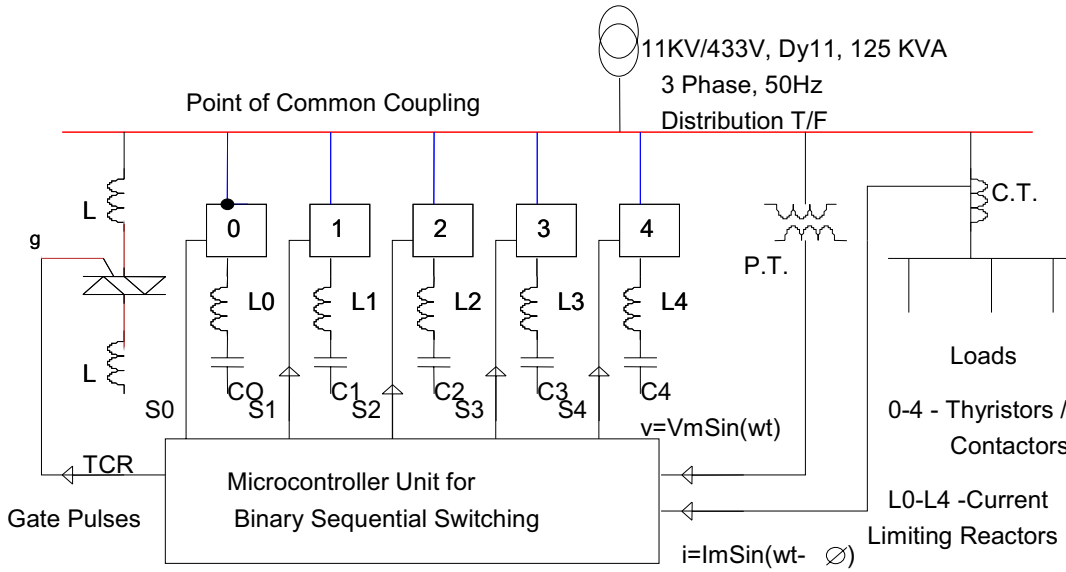 11KV/433V, Dy11, 125 KVA
3 Phase, 50Hz
Distribution T/F
Point of Common Coupling
L
g
L
0
1
2
3
4
L0
L1
L2
L3
L4
CO
C1
C2
C3
C4
S0
S1
S2
S3
S4
P.T.
C.T.
Loads
0-4 - Thyristors /
Contactors
L0-L4 -Current
Limiting Reactors
v=VmSin(wt)
TCR
Gate Pulses
Microcontroller Unit for
Binary Sequential Switching
i=ImSin(wt- ∅)